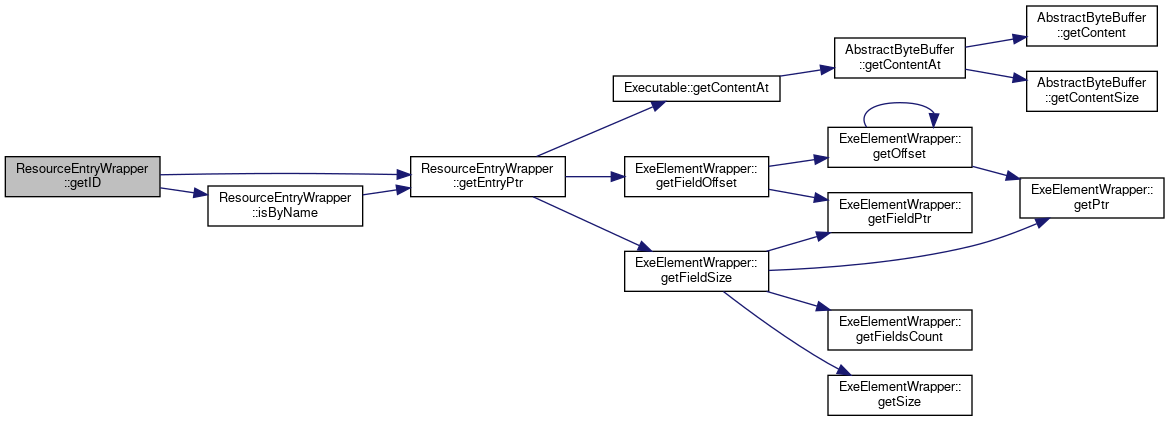 ResourceEntryWrapper
::getID
ResourceEntryWrapper
::isByName
ResourceEntryWrapper
::getEntryPtr
Executable::getContentAt
ExeElementWrapper::
getFieldOffset
ExeElementWrapper::
getFieldSize
AbstractByteBuffer
::getContentAt
ExeElementWrapper::
getOffset
ExeElementWrapper::
getFieldPtr
ExeElementWrapper::
getFieldsCount
ExeElementWrapper::
getSize
AbstractByteBuffer
::getContent
AbstractByteBuffer
::getContentSize
ExeElementWrapper::
getPtr